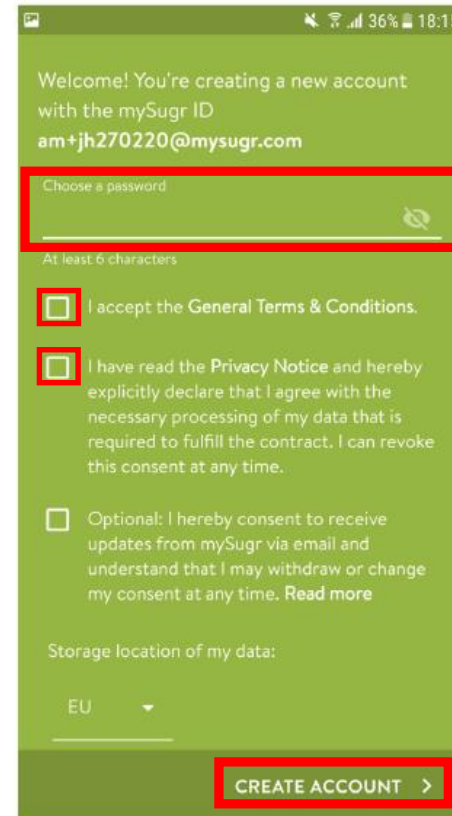 36% 18:1
Welcome! You're creating a new account
with the mySugr ID
am+jh270220@mysugr.com
Choose a password
At least 6 characters
I accept the General Terms & Conditions.
I have read the Privacy Notice and hereby
explicitly declare that I agree with the
necessary processing of my data that is
required to fulfill the contract. I can revoke
this consent at any time.
Optional: I hereby consent to receive
updates from mySugr via email and
understand that I may withdraw or change
my consent at any time. Read more
Storage location of my data:
EU
CREATE ACCOUNT >